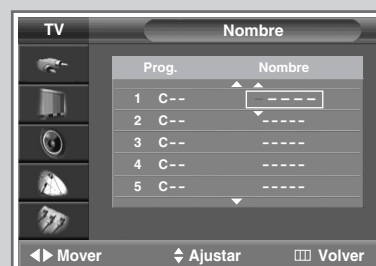 TV Nombre
Prog. Nombre
1 C-- -----
2 C-- -----
3 C-- -----
4 C-- -----
5 C-- -----
Mover Ajustar Volver